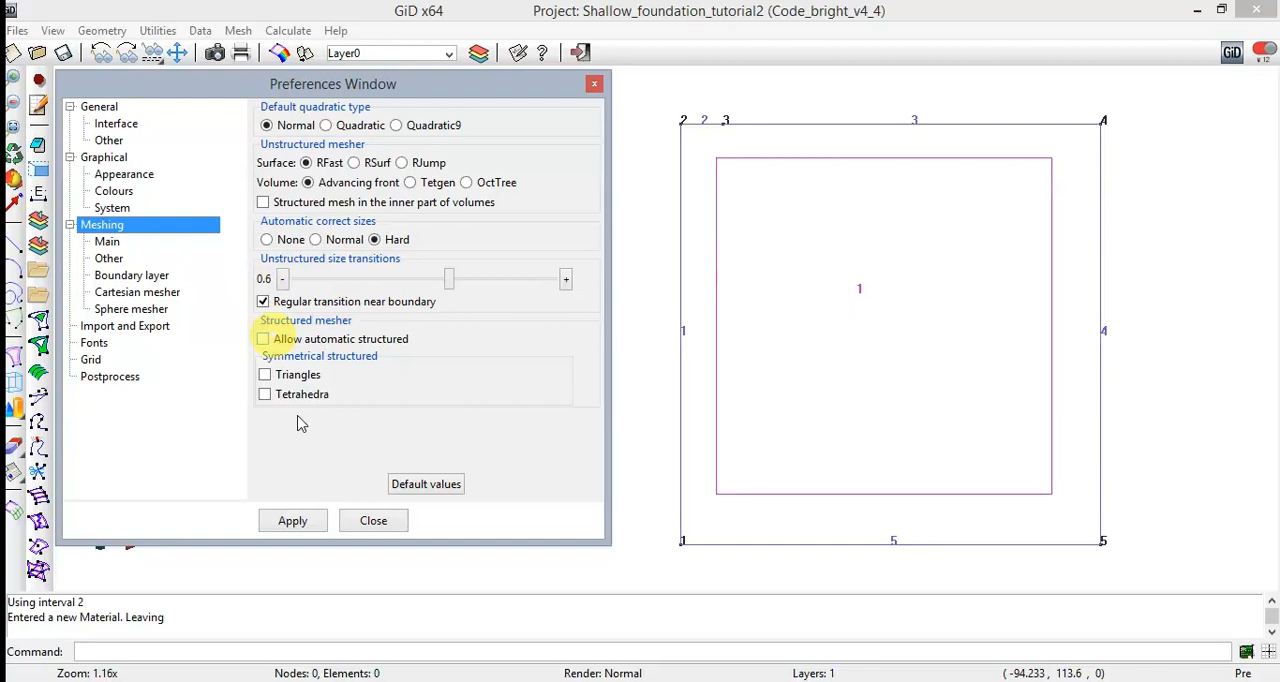 GiD
GiD x64
Project: Shallow_foundation_tutorial2 (Code_bright_v4_4)
Files View Geometry Utilities Data Mesh Calculate Help
Layer0
GiD
v 12
Preferences Window
General
Interface
Other
Graphical
Appearance
Colours
System
Meshing
Main
Other
Boundary layer
Cartesian mesher
Sphere mesher
Import and Export
Fonts
Grid
Postprocess
Default quadratic type
Normal Quadratic Quadratic9
Unstructured mesher
Surface: RFast RSurf RJump
Volume: Advancing front Tetgen OctTree
Structured mesh in the inner part of volumes
Automatic correct sizes
None Normal Hard
Unstructured size transitions
0.6 - +
Regular transition near boundary
Structured mesher
Allow automatic structured
Symmetrical structured
Triangles
Tetrahedra
Default values
Apply Close
2 2 3 3 4
1
1 4
1 5 5
Using interval 2
Entered a new Material. Leaving
Command:
Zoom: 1.16x Nodes: 0, Elements: 0 Render: Normal Layers: 1 (-94.233, 113.6, 0) Pre